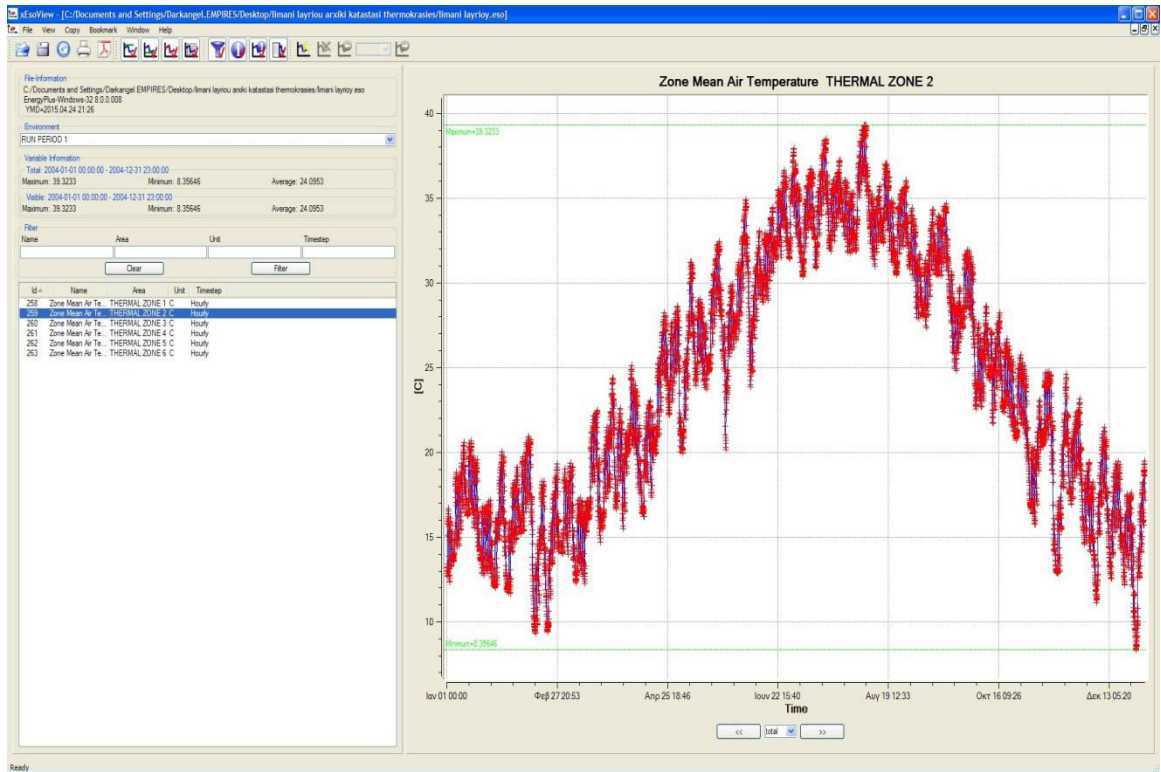 xEsoView - [C:/Documents and Settings/Darkangel.EMPIRES/Desktop/limani layriou arxiki katastasi thermokrasies/limani layrioy.eso]
File View Copy Bookmark Window Help
File-Information
C:/Documents and Settings/Darkangel.EMPIRES/Desktop/limani layriou arxiki katastasi thermokrasies/limani layrioy.eso
EnergyPlus-Windows-32 8.0.0.008
YMD=2015.04.24 21:26
Environment
RUN PERIOD 1
Variable Information
Total: 2004-01-01 00:00:00 - 2004-12-31 23:00:00
Maximum: 39.3233 Minimum: 8.35646 Average: 24.0953
Visible: 2004-01-01 00:00:00 - 2004-12-31 23:00:00
Maximum: 39.3233 Minimum: 8.35646 Average: 24.0953
Filter
Name Area Unit Timestep
Clear Filter
Id Name Area Unit Timestep
258 Zone Mean Air Te... THERMAL ZONE 1 C Hourly
259 Zone Mean Air Te... THERMAL ZONE 2 C Hourly
260 Zone Mean Air Te... THERMAL ZONE 3 C Hourly
261 Zone Mean Air Te... THERMAL ZONE 4 C Hourly
262 Zone Mean Air Te... THERMAL ZONE 5 C Hourly
263 Zone Mean Air Te... THERMAL ZONE 6 C Hourly
Zone Mean Air Temperature THERMAL ZONE 2
40
Maximum=39.3233
35
30
25
[C]
20
15
10
Minimum=8.35646
Ιαν 01 00:00 Φεβ 27 20:53 Απρ 25 18:46 Ιουν 22 15:40 Αυγ 19 12:33 Οκτ 16 09:26 Δεκ 13 05:20
Time
<< total >>
Ready